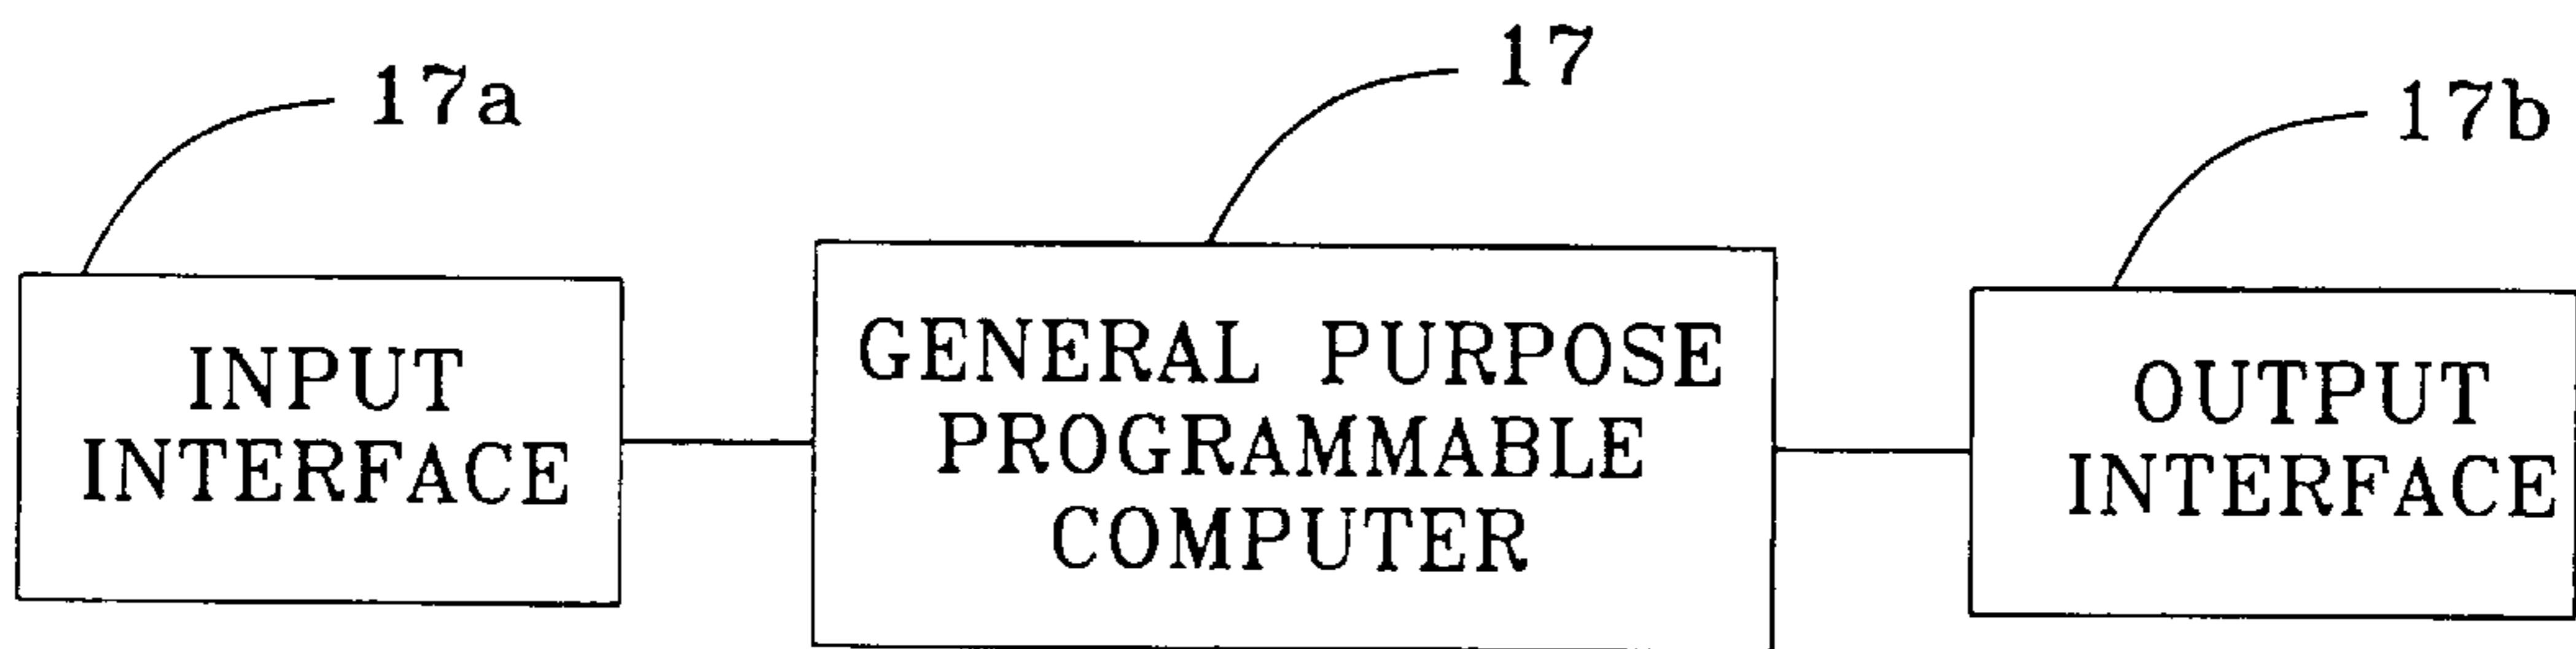 17a
17
17b
INPUT
INTERFACE
GENERAL PURPOSE
PROGRAMMABLE
COMPUTER
OUTPUT
INTERFACE